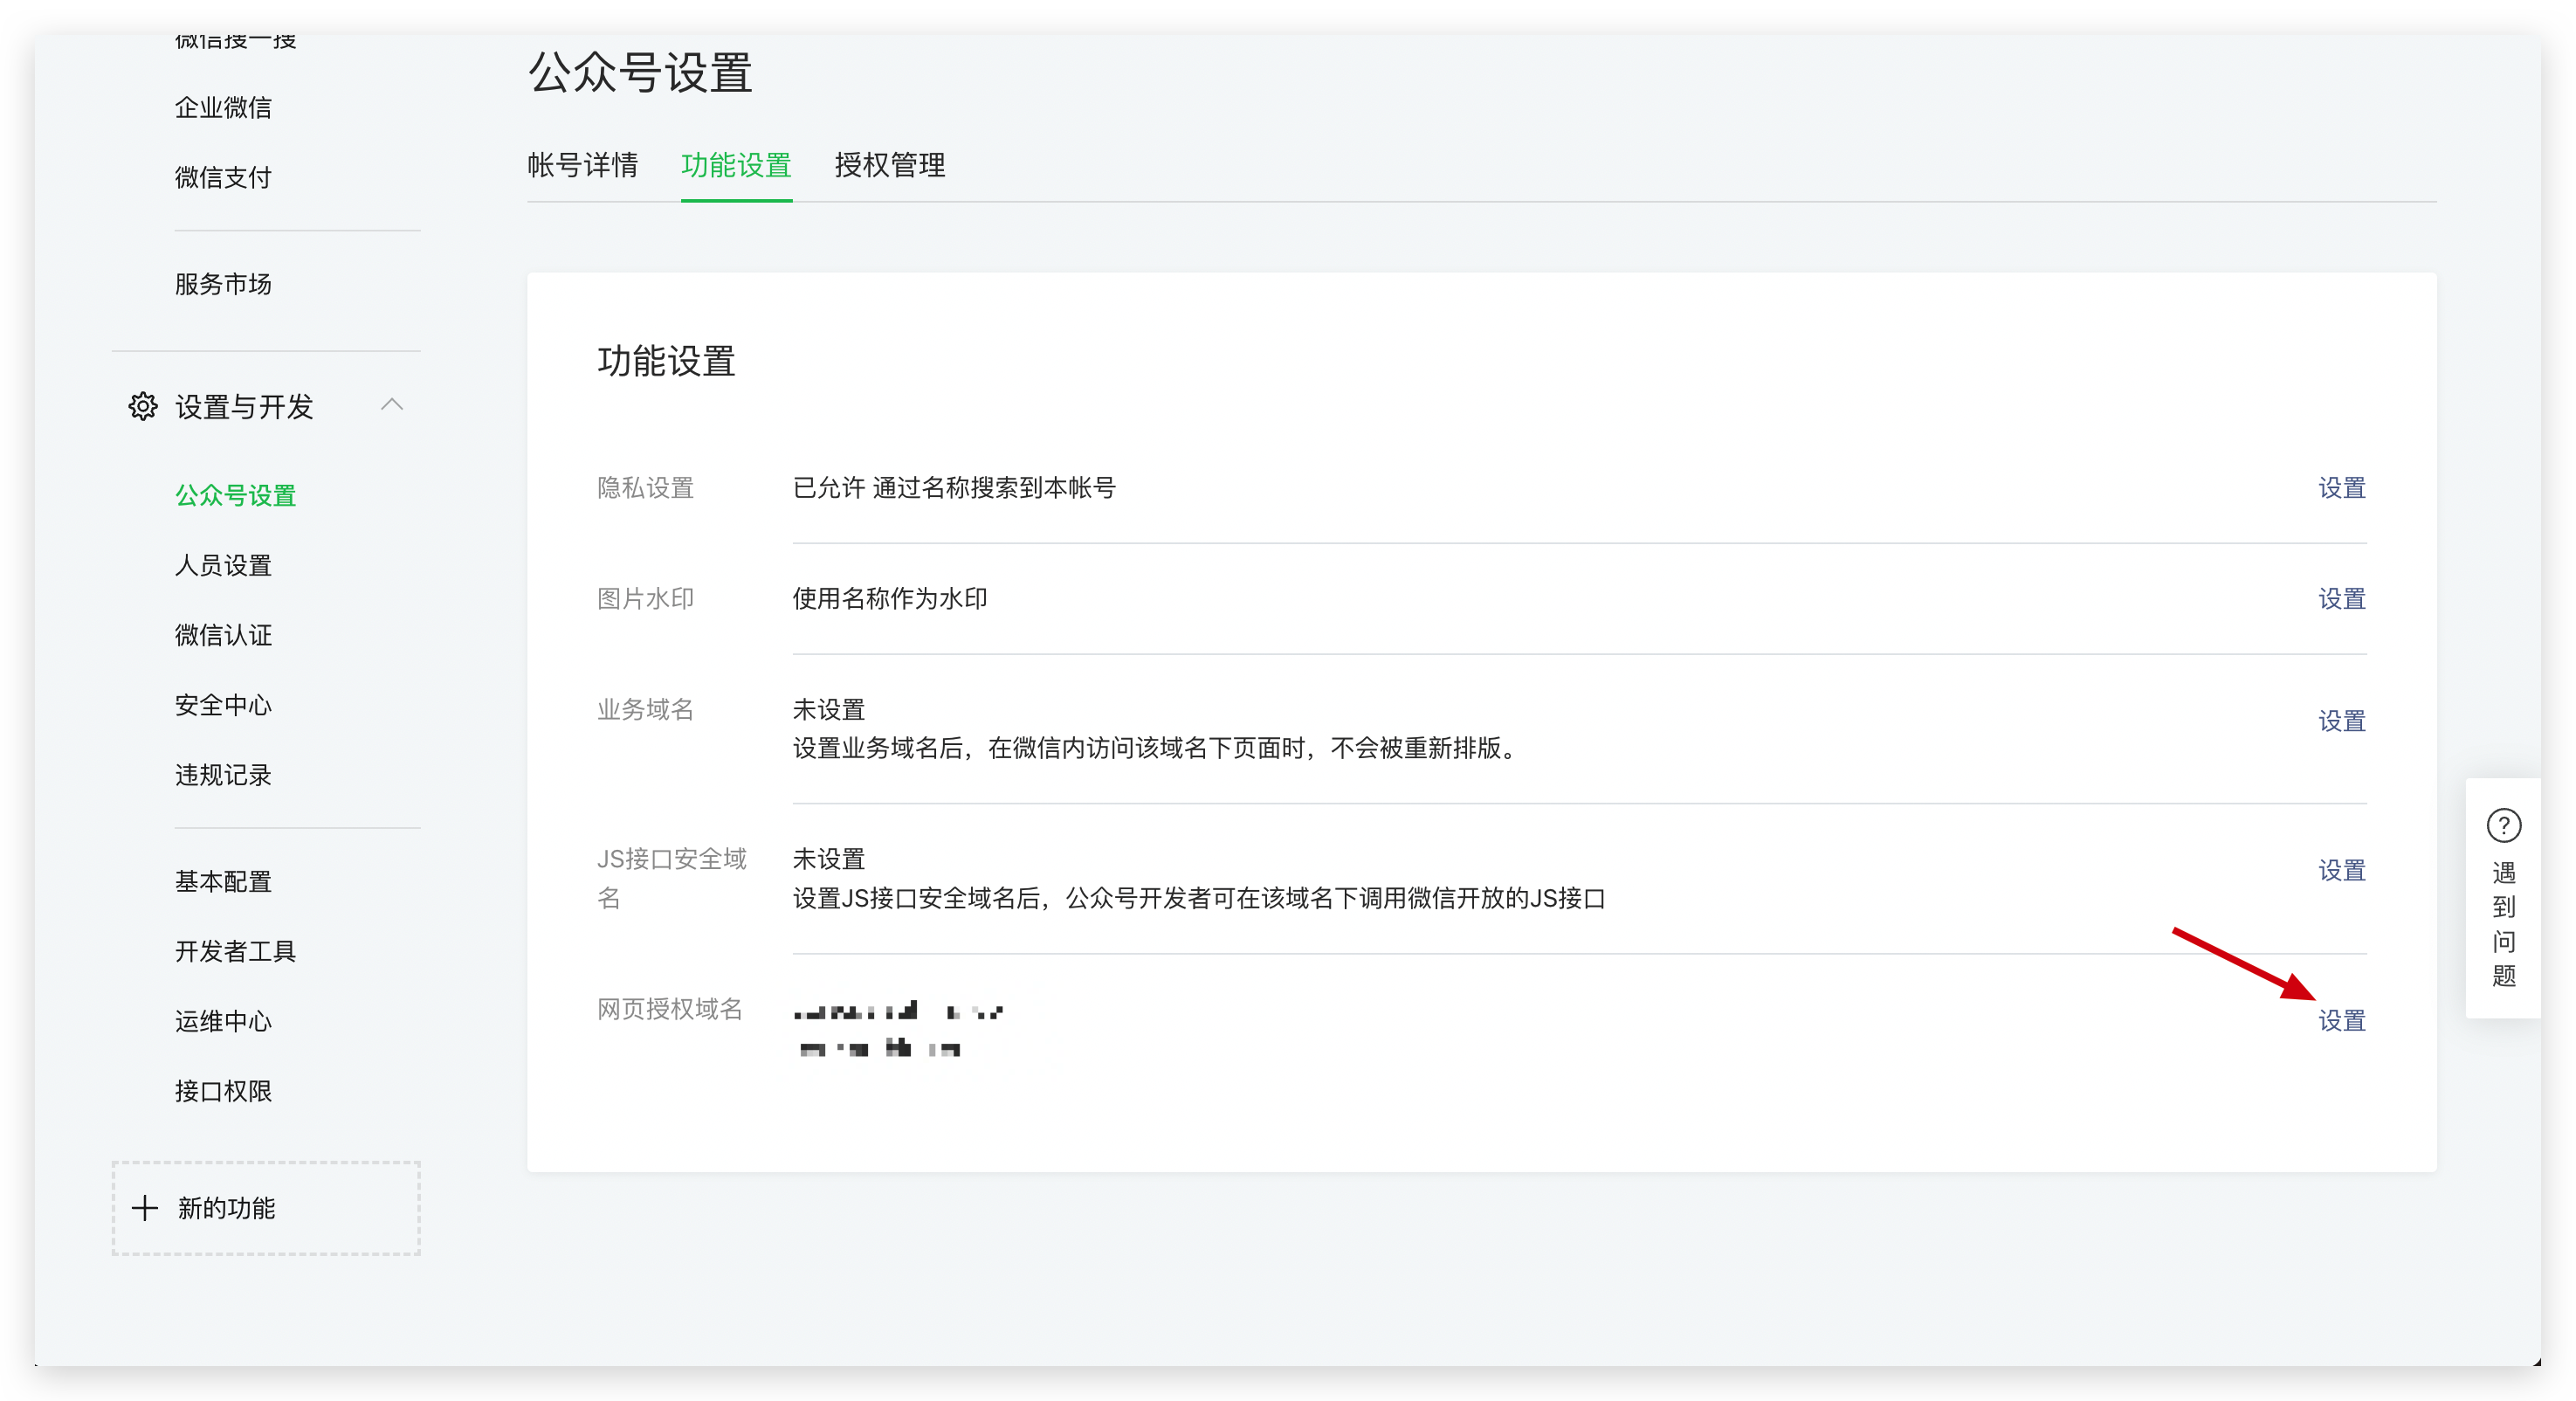 微信搜一搜
企业微信
微信支付
服务市场
设置与开发
公众号设置
人员设置
微信认证
安全中心
违规记录
基本配置
开发者工具
运维中心
接口权限
新的功能
公众号设置
帐号详情 功能设置 授权管理
功能设置
隐私设置 已允许 通过名称搜索到本帐号 设置
图片水印 使用名称作为水印 设置
业务域名 未设置 设置
设置业务域名后，在微信内访问该域名下页面时，不会被重新排版。
JS接口安全域 未设置 设置
名 设置JS接口安全域名后，公众号开发者可在该域名下调用微信开放的JS接口
网页授权域名 设置
?
遇
到
问
题